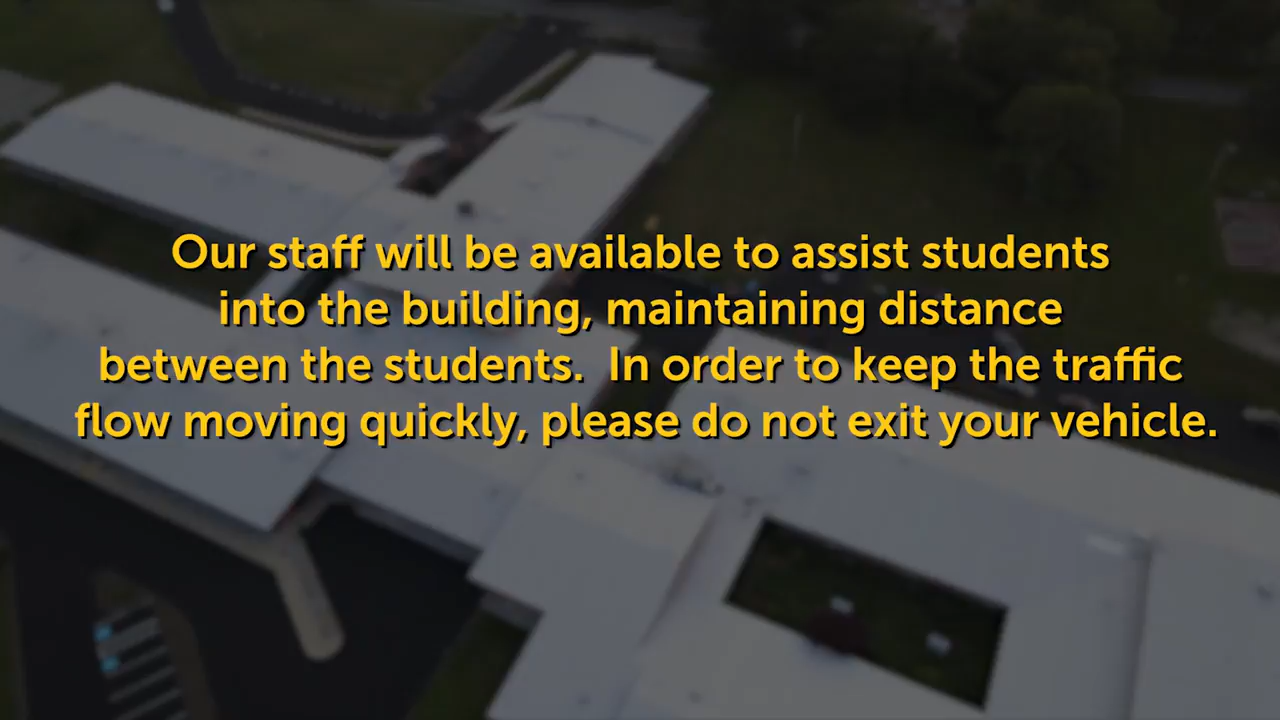 Our staff will be available to assist students
into the building, maintaining distance
between the students.  In order to keep the traffic
flow moving quickly, please do not exit your vehicle.